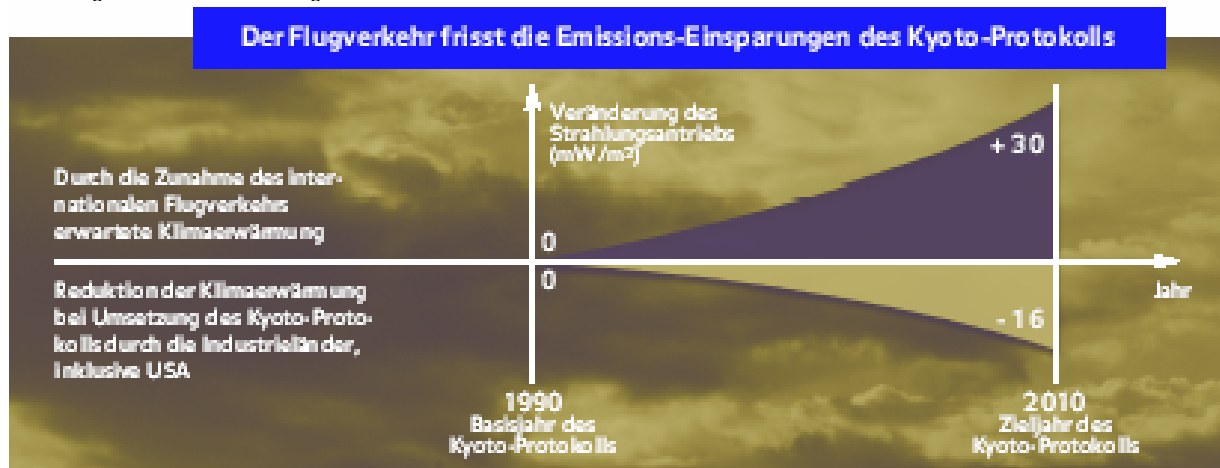 Der Flugverkehr frisst die Emissions-Einsparungen des Kyoto-Protokolls
Veränderung des
Strahlungsantriebs
(mW/m²)
+30
Durch die Zunahme des inter-
nationalen Flugverkehrs
erwartete Klimaerwärmung
0
0
Jahr
Reduktion der Klimaerwärmung
bei Umsetzung des Kyoto-Proto-
kolls durch die Industrieländer,
inklusive USA
-16
1990
Basisjahr des
Kyoto-Protokolls
2010
Zieljahr des
Kyoto-Protokolls